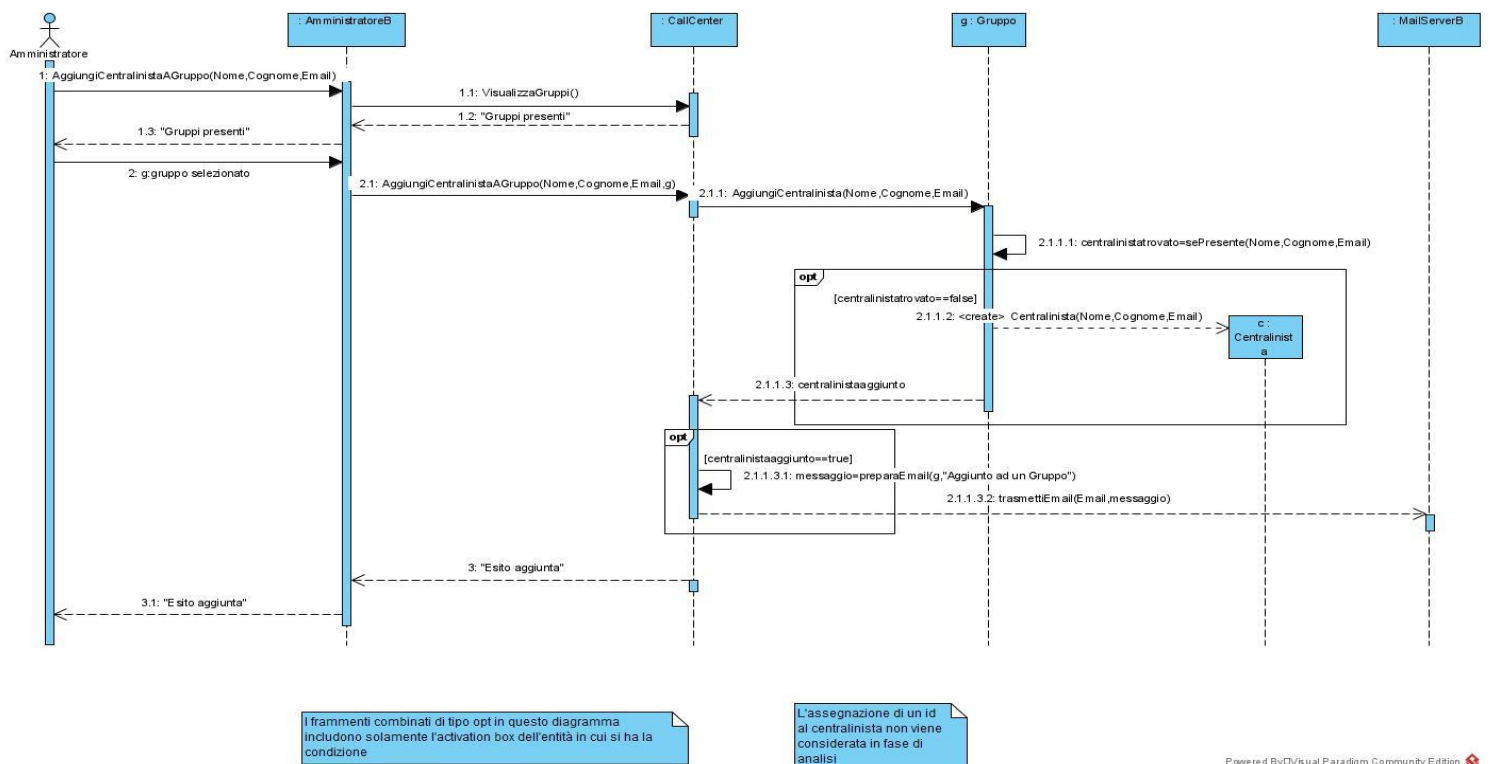 : AmministratoreB
: CallCenter
g : Gruppo
: MailServerB
Amministratore
1: AggiungiCentralinistaAGruppo(Nome,Cognome,Email)
1.1: VisualizzaGruppi()
1.2: "Gruppi presenti"
1.3: "Gruppi presenti"
2: g:gruppo selezionato
2.1: AggiungiCentralinistaAGruppo(Nome,Cognome,Email,g)
2.1.1: AggiungiCentralinista(Nome,Cognome,Email)
2.1.1.1: centralinistatrovato=sePresente(Nome,Cognome,Email)
opt
[centralinistatrovato==false]
2.1.1.2: <create> Centralinista(Nome,Cognome,Email)
c :
Centralinist
a
2.1.1.3: centralinistaaggiunto
opt
[centralinistaaggiunto==true]
2.1.1.3.1: messaggio=preparaEmail(g,"Aggiunto ad un Gruppo")
2.1.1.3.2: trasmettiEmail(Email,messaggio)
3: "Esito aggiunta"
3.1: "Esito aggiunta"
I frammenti combinati di tipo opt in questo diagramma
includono solamente l'activation box dell'entità in cui si ha la
condizione
L'assegnazione di un id
al centralinista non viene
considerata in fase di
analisi
Powered By Visual Paradigm Community Edition